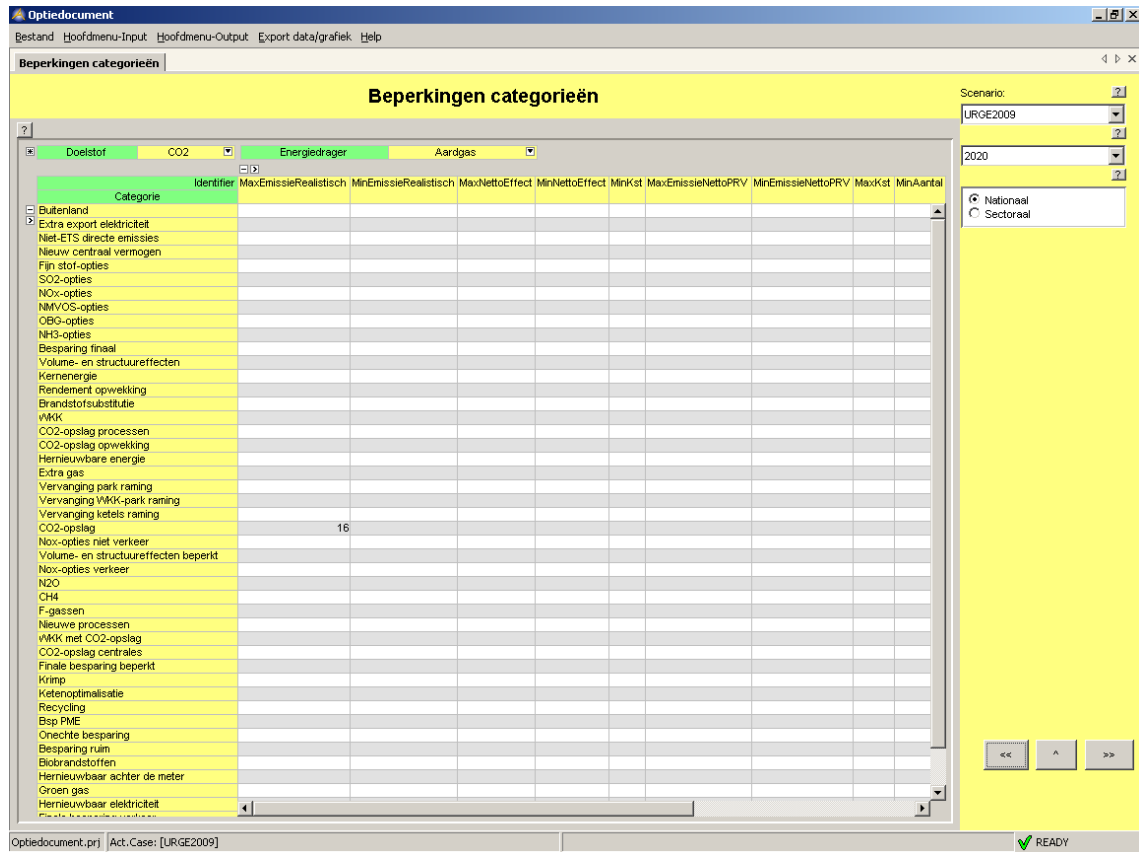 Optiedocument
Bestand Hoofdmenu-Input Hoofdmenu-Output Export data/grafiek Help
Beperkingen categorieën
Beperkingen categorieën
Scenario:
?
URGE2009
?
2020
?
Nationaal
Sectoraal
?
Doelstof CO2 Energiedrager Aardgas
Identifier MaxEmissieRealistisch MinEmissieRealistisch MaxNettoEffect MinNettoEffect MinKst MaxEmissieNettoPRV MinEmissieNettoPRV MaxKst MinAantal
Categorie
Buitenland
Extra export elektriciteit
Niet-ETS directe emissies
Nieuw centraal vermogen
Fijn stof-opties
SO2-opties
NOx-opties
NMVOS-opties
OBG-opties
NH3-opties
Besparing finaal
Volume- en structuureffecten
Kernenergie
Rendement opwekking
Brandstofsubstitutie
WKK
CO2-opslag processen
CO2-opslag opwekking
Hernieuwbare energie
Extra gas
Vervanging park raming
Vervanging WKK-park raming
Vervanging ketels raming
CO2-opslag 16
Nox-opties niet verkeer
Volume- en structuureffecten beperkt
Nox-opties verkeer
N2O
CH4
F-gassen
Nieuwe processen
WKK met CO2-opslag
CO2-opslag centrales
Finale besparing beperkt
Krimp
Ketenoptimalisatie
Recycling
Bsp PME
Onechte besparing
Besparing ruim
Biobrandstoffen
Hernieuwbaar achter de meter
Groen gas
Hernieuwbaar elektriciteit
<< ^ >>
Optiedocument.prj Act.Case: [URGE2009] READY